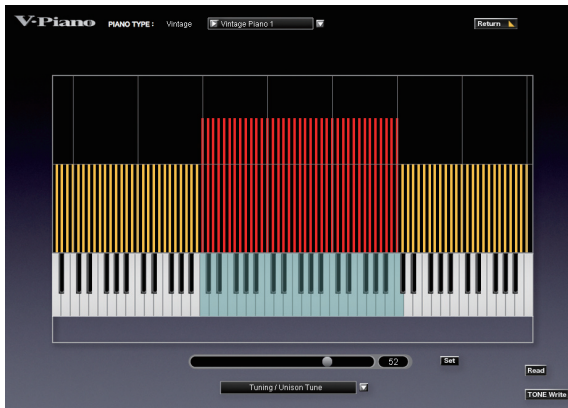 V-Piano PIANO TYPE : Vintage Vintage Piano 1 Return
52 Set
Read
Tuning / Unison Tune
TONE Write